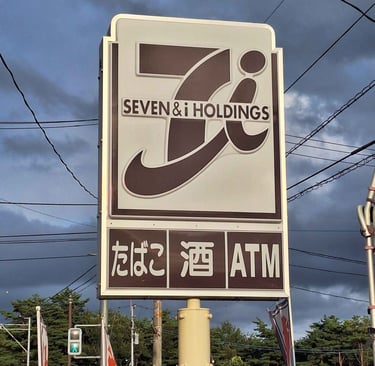 SEVEN & i HOLDINGS
たばこ 酒 ATM